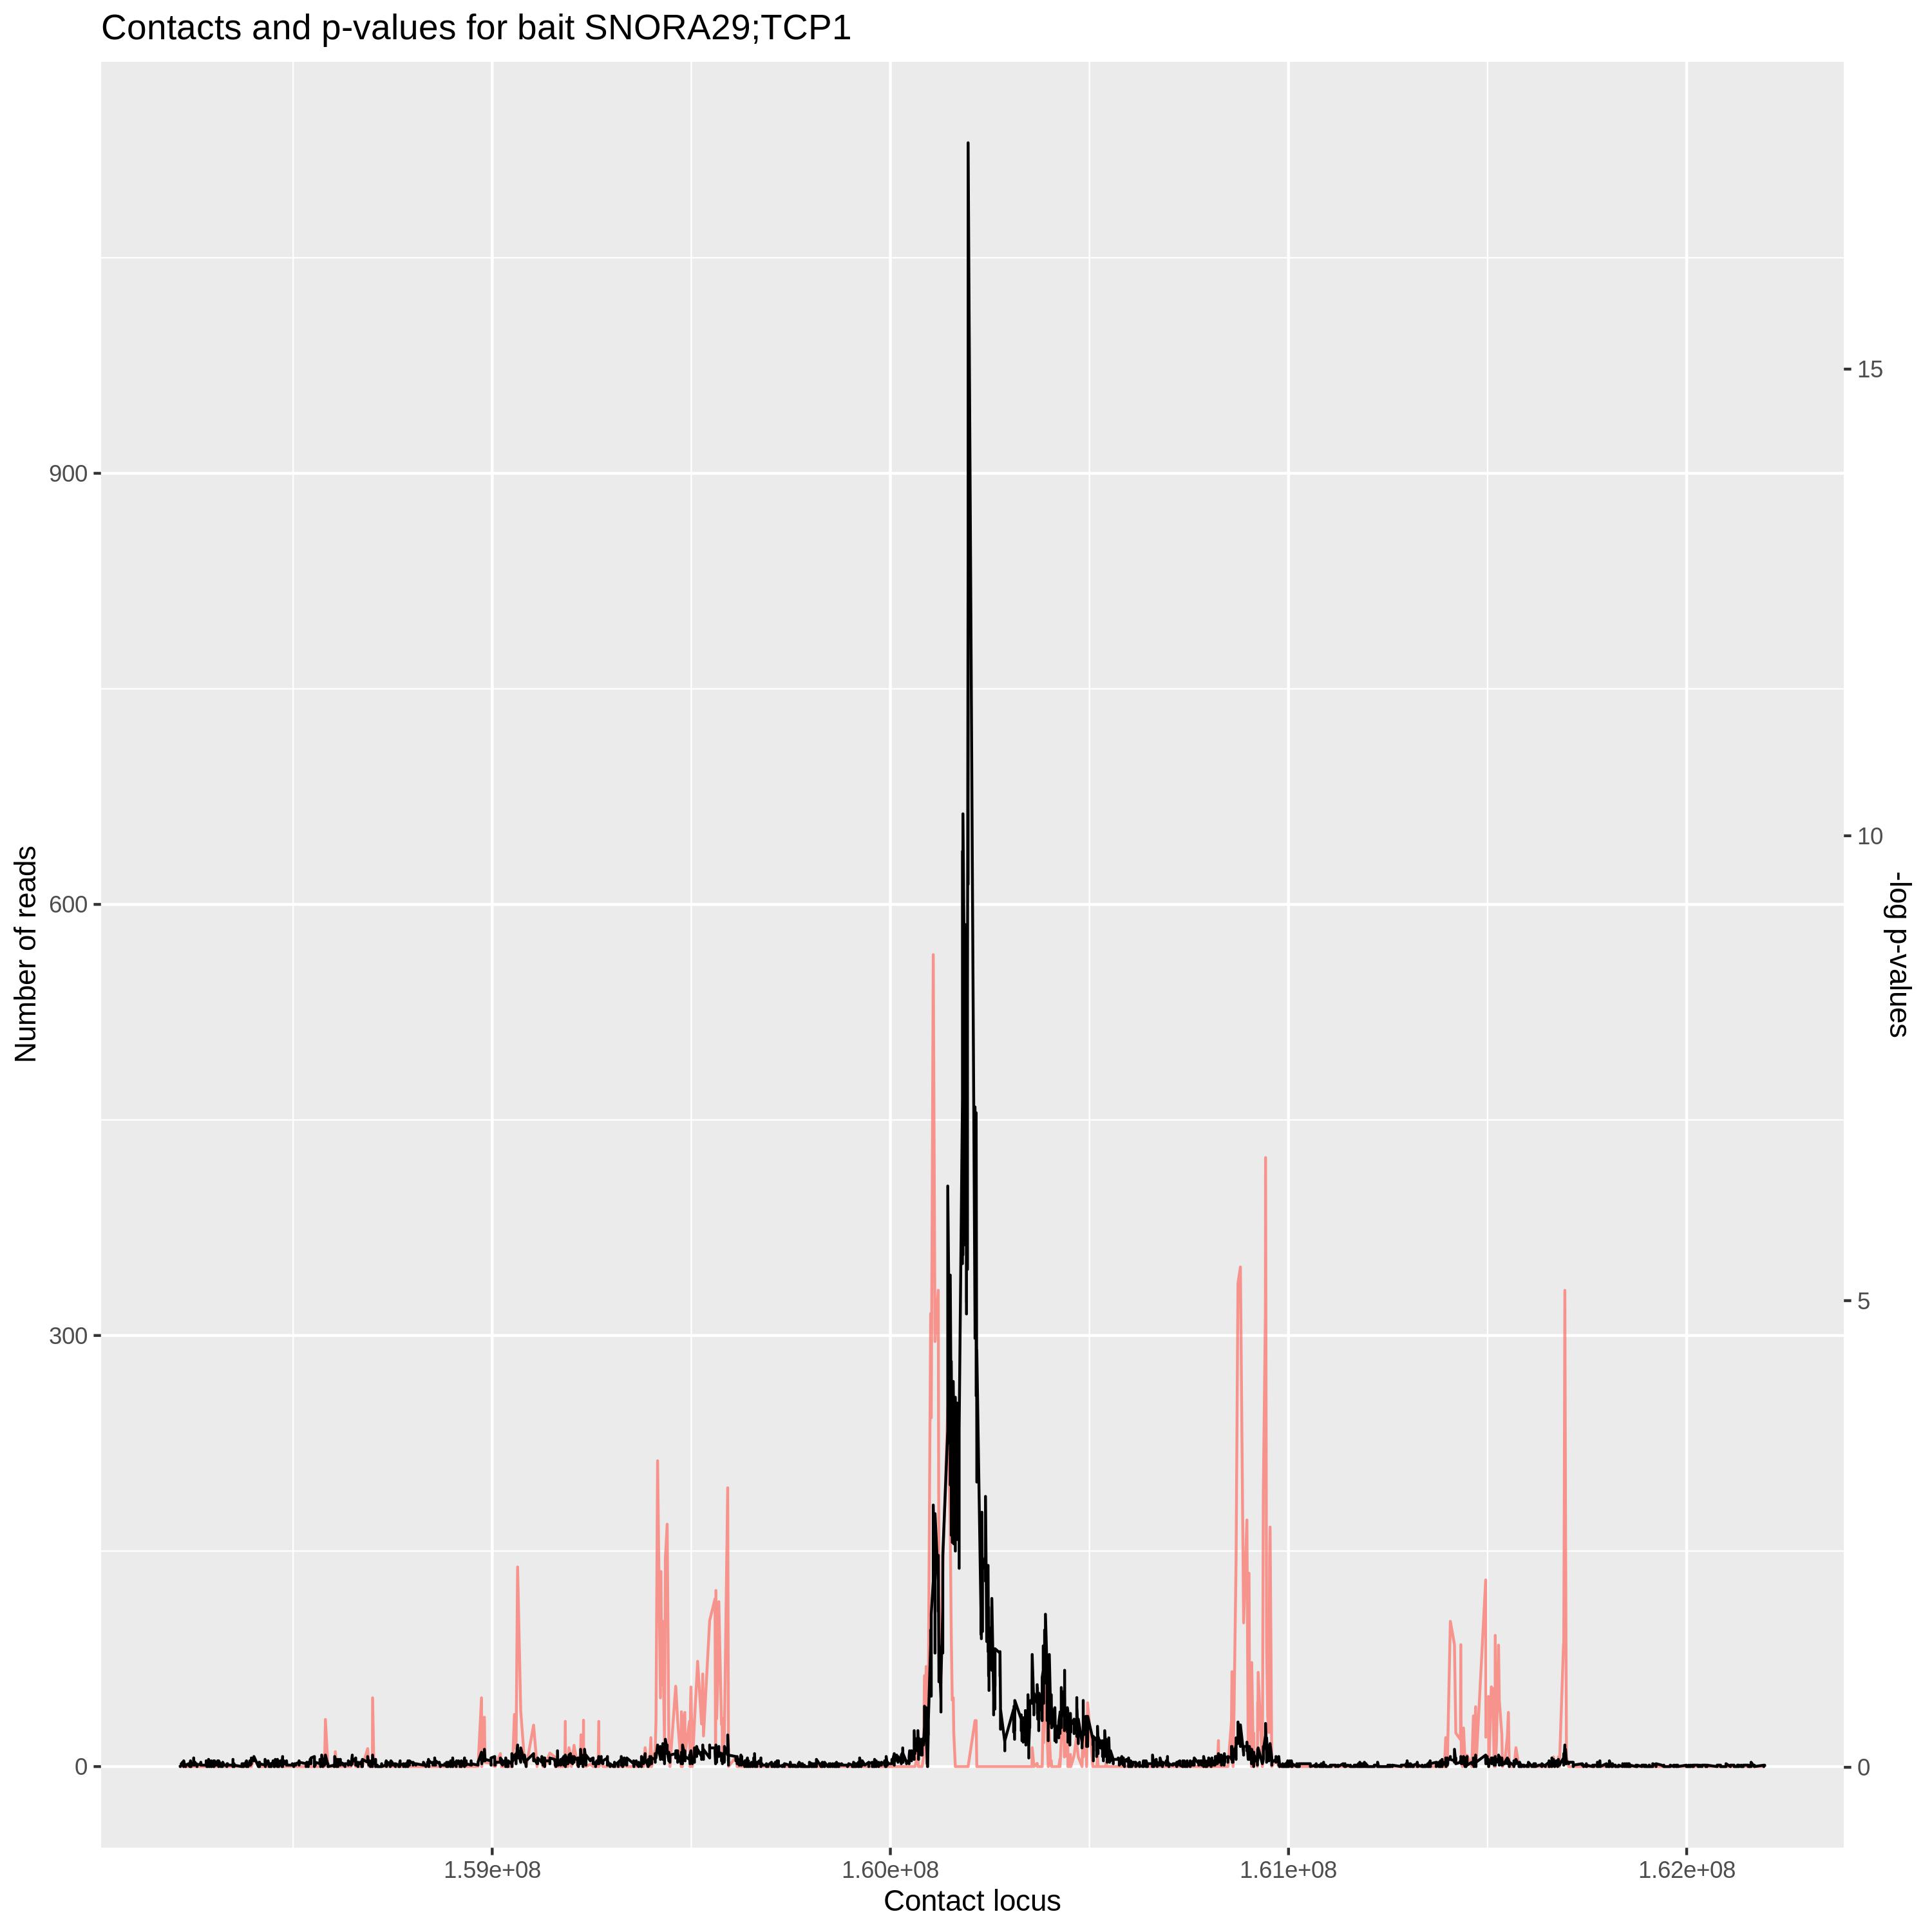 Contacts and p-values for bait SNORA29;TCP1
Number of reads
900
600
300
0
15
10
5
0
-log p-values
1.59e+08
1.60e+08
1.61e+08
1.62e+08
Contact locus